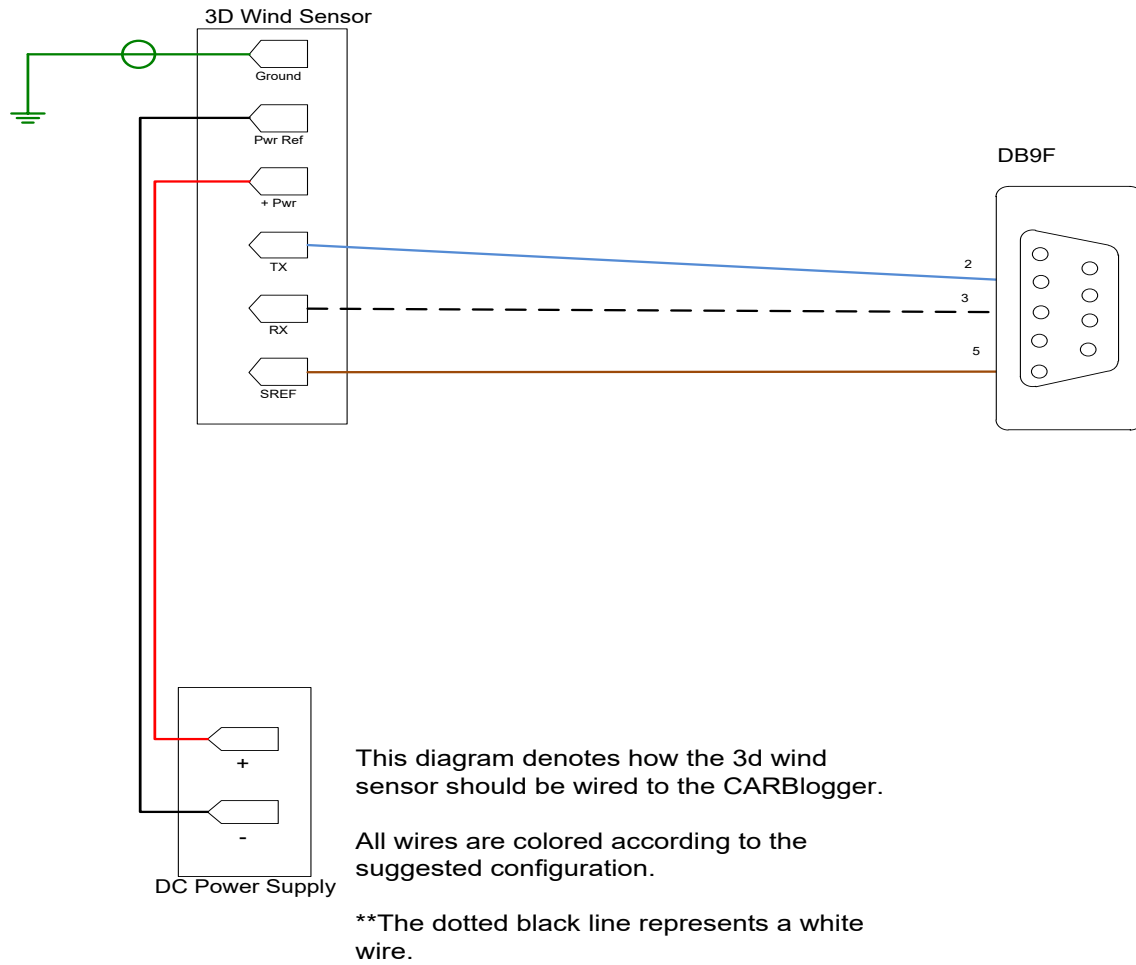 3D Wind Sensor
Ground
Pwr Ref
+ Pwr
TX
RX
SREF
DB9F
2
3
5
+
-
DC Power Supply
This diagram denotes how the 3d wind
sensor should be wired to the CARBlogger.
All wires are colored according to the
suggested configuration.
**The dotted black line represents a white
wire.